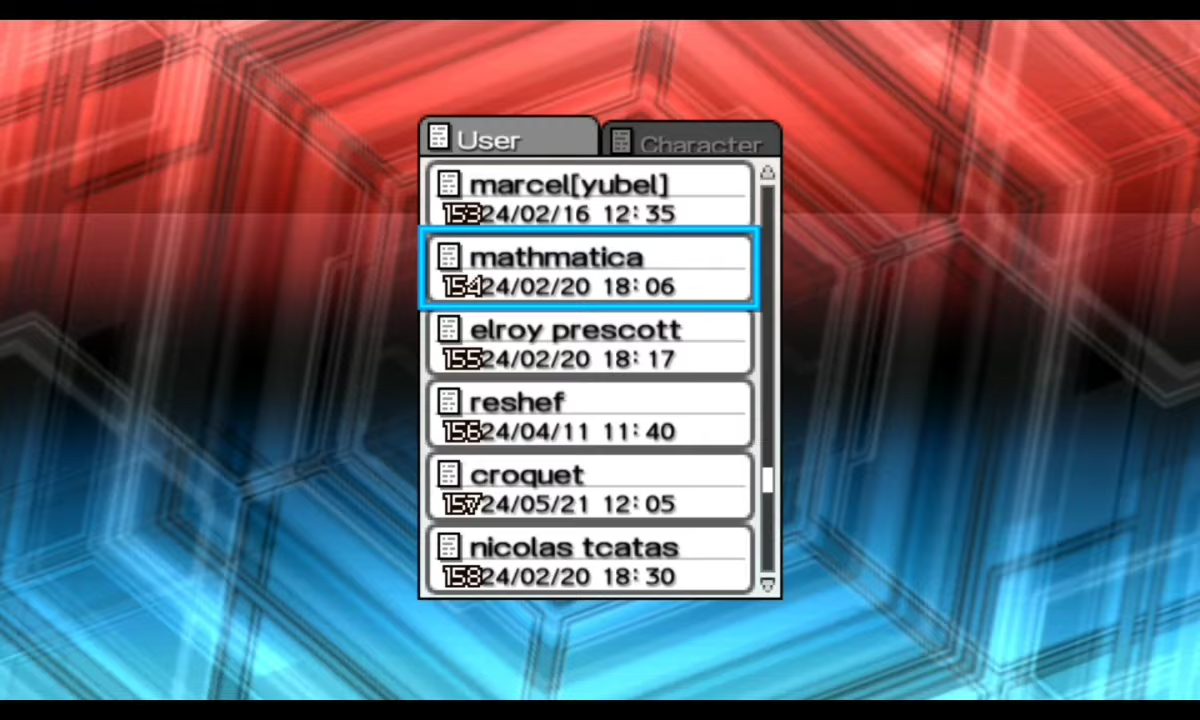 User
Character
marcel[yubel]
153 24/02/16 12:35
mathmatica
154 24/02/20 18:06
elroy prescott
155 24/02/20 18:17
reshef
156 24/04/11 11:40
croquet
157 24/05/21 12:05
nicolas tcatas
158 24/02/20 18:30